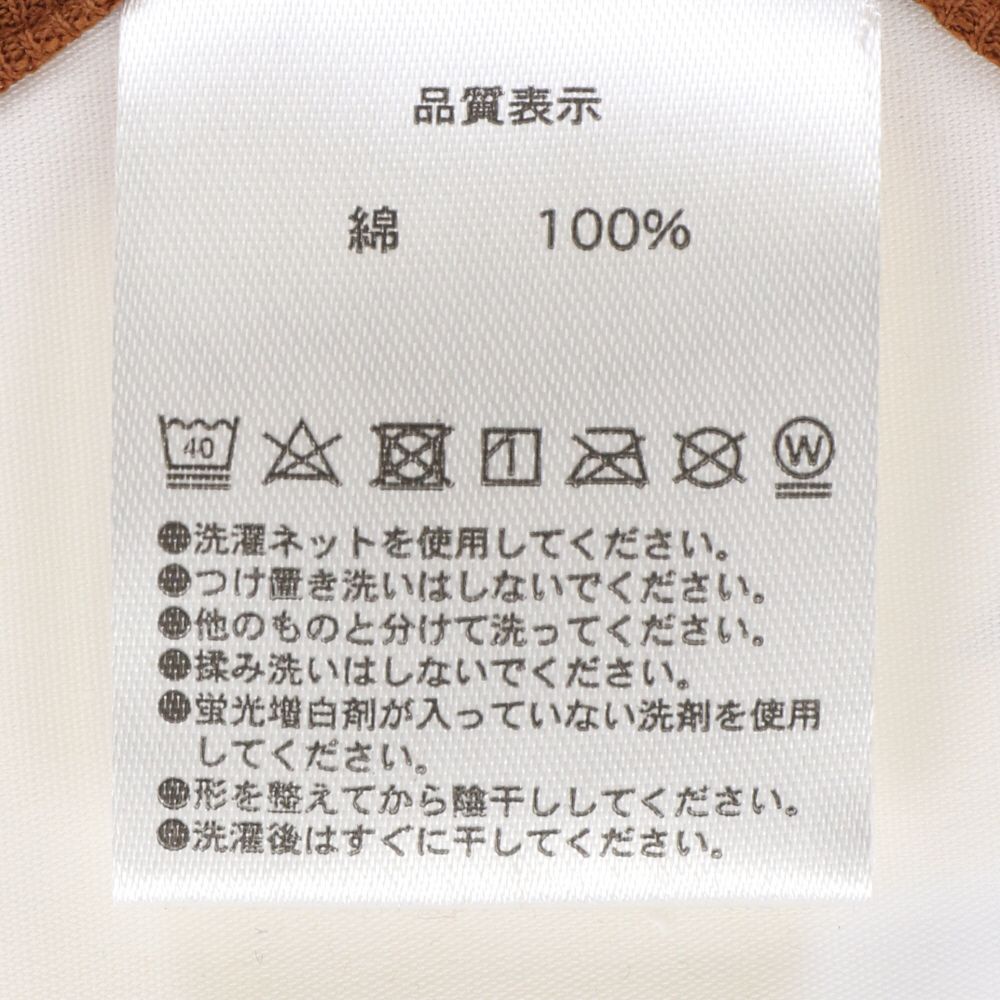 品質表示
綿 100%
40 W
●洗濯ネットを使用してください。
●つけ置き洗いはしないでください。
●他のものと分けて洗ってください。
●揉み洗いはしないでください。
●蛍光増白剤が入っていない洗剤を使用
してください。
●形を整えてから陰干ししてください。
●洗濯後はすぐに干してください。